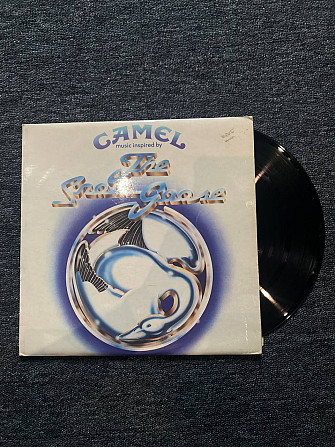 CAMEL
music inspired by
The
Snow Goose